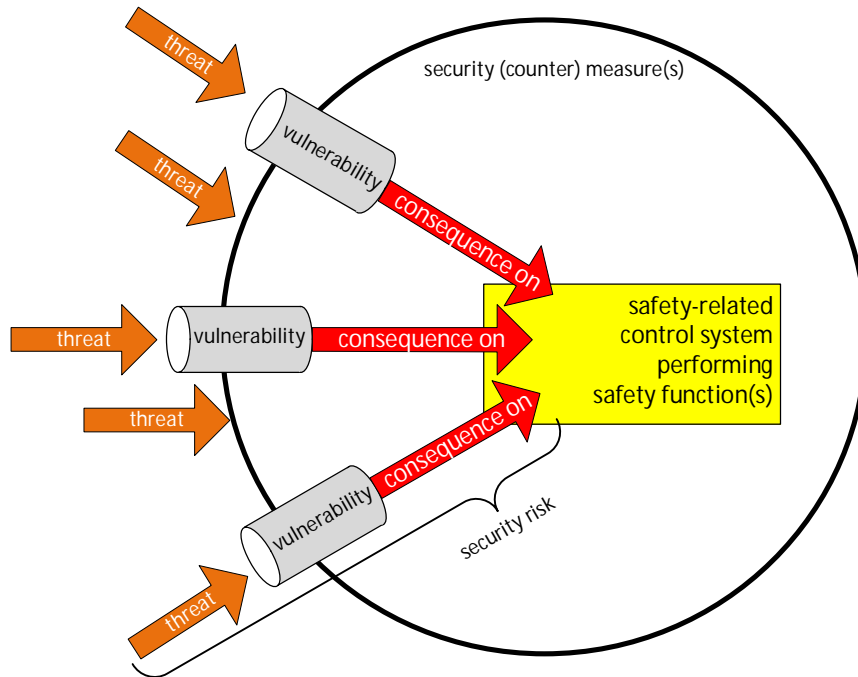 threat
security (counter) measure(s)
vulnerability
threat
consequence on
safety-related
control system
performing
safety function(s)
threat
vulnerability
consequence on
threat
consequence on
vulnerability
security risk
threat